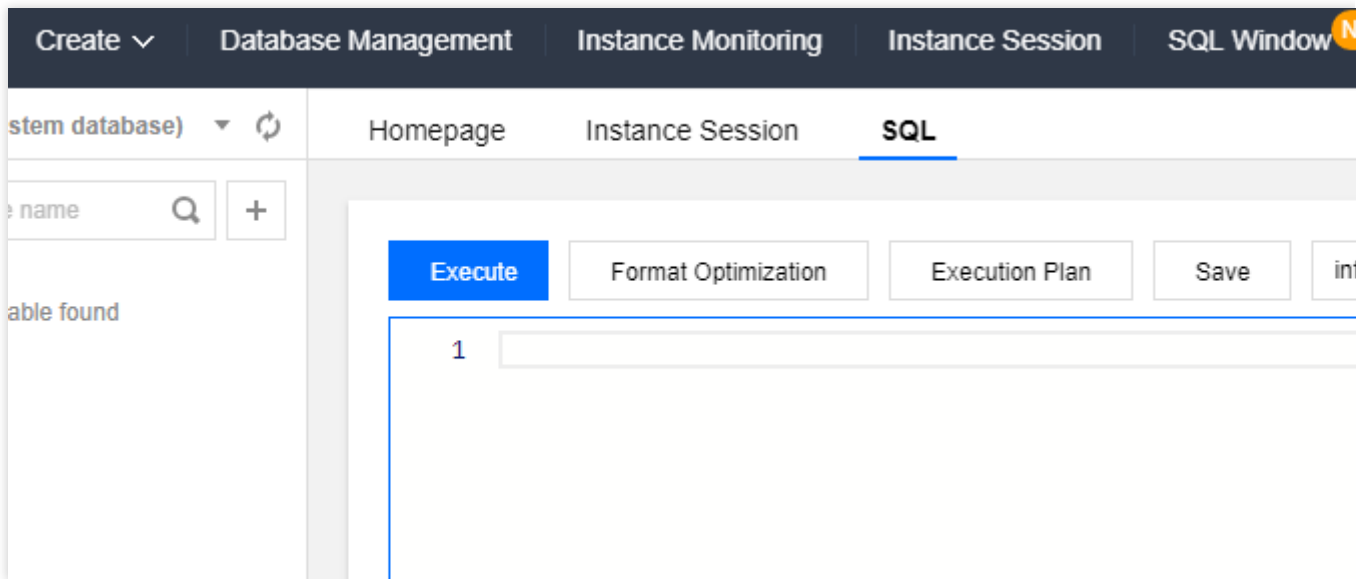 Create Database Management Instance Monitoring Instance Session SQL Window N
stem database)
Homepage Instance Session SQL
name
Execute Format Optimization Execution Plan Save
able found
1